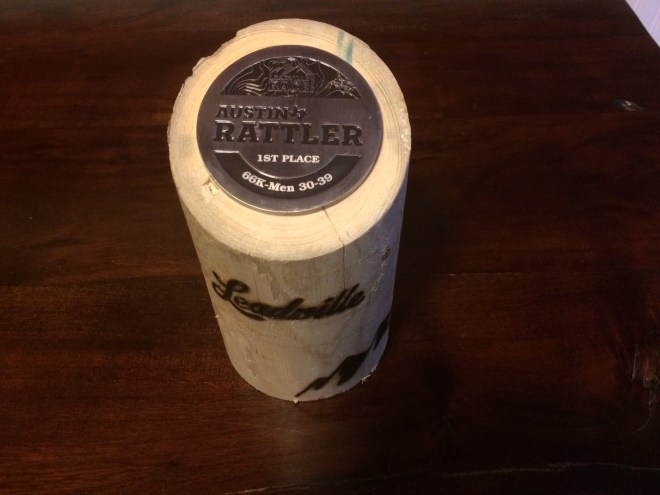 AUSTIN
RATTLER
1ST PLACE
66K-Men 30-39
Leadville